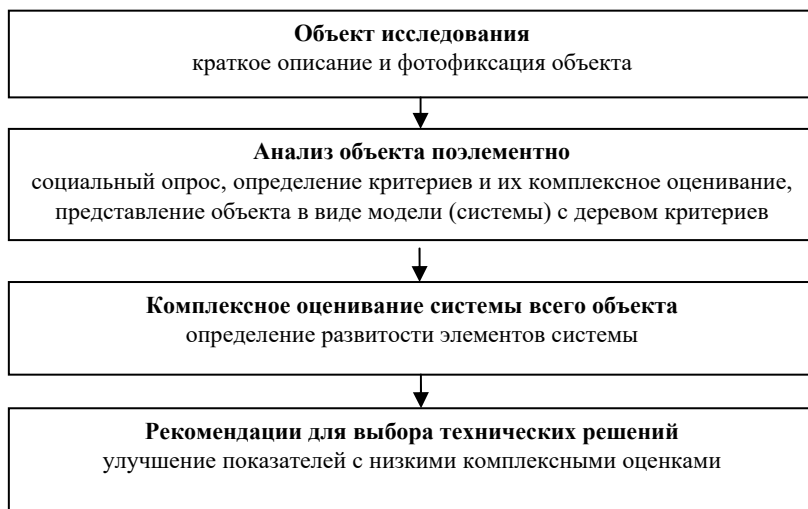 Объект исследования
краткое описание и фотофиксация объекта
Анализ объекта поэлементно
социальный опрос, определение критериев и их комплексное оценивание,
представление объекта в виде модели (системы) с деревом критериев
Комплексное оценивание системы всего объекта
определение развитости элементов системы
Рекомендации для выбора технических решений
улучшение показателей с низкими комплексными оценками